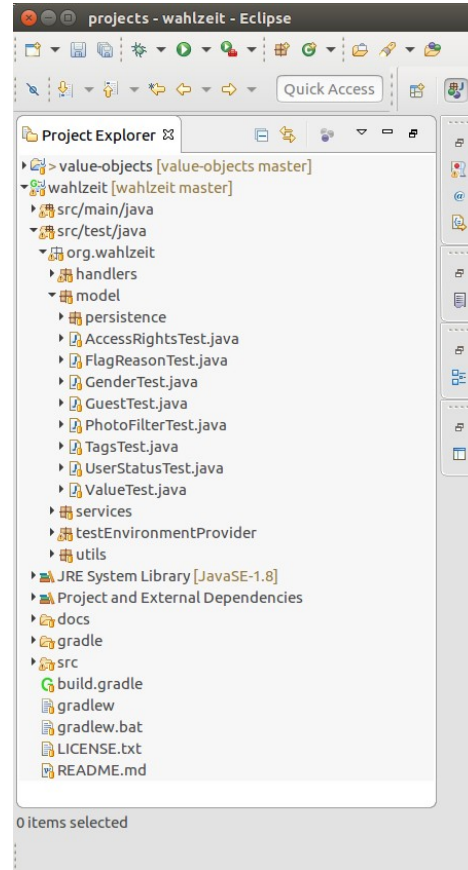 projects - wahlzeit - Eclipse
Quick Access
Project Explorer
> value-objects [value-objects master]
wahlzeit [wahlzeit master]
src/main/java
src/test/java
org.wahlzeit
handlers
model
persistence
AccessRightsTest.java
FlagReasonTest.java
GenderTest.java
GuestTest.java
PhotoFilterTest.java
TagsTest.java
UserStatusTest.java
ValueTest.java
services
testEnvironmentProvider
utils
JRE System Library [JavaSE-1.8]
Project and External Dependencies
docs
gradle
src
build.gradle
gradlew
gradlew.bat
LICENSE.txt
README.md
0 items selected